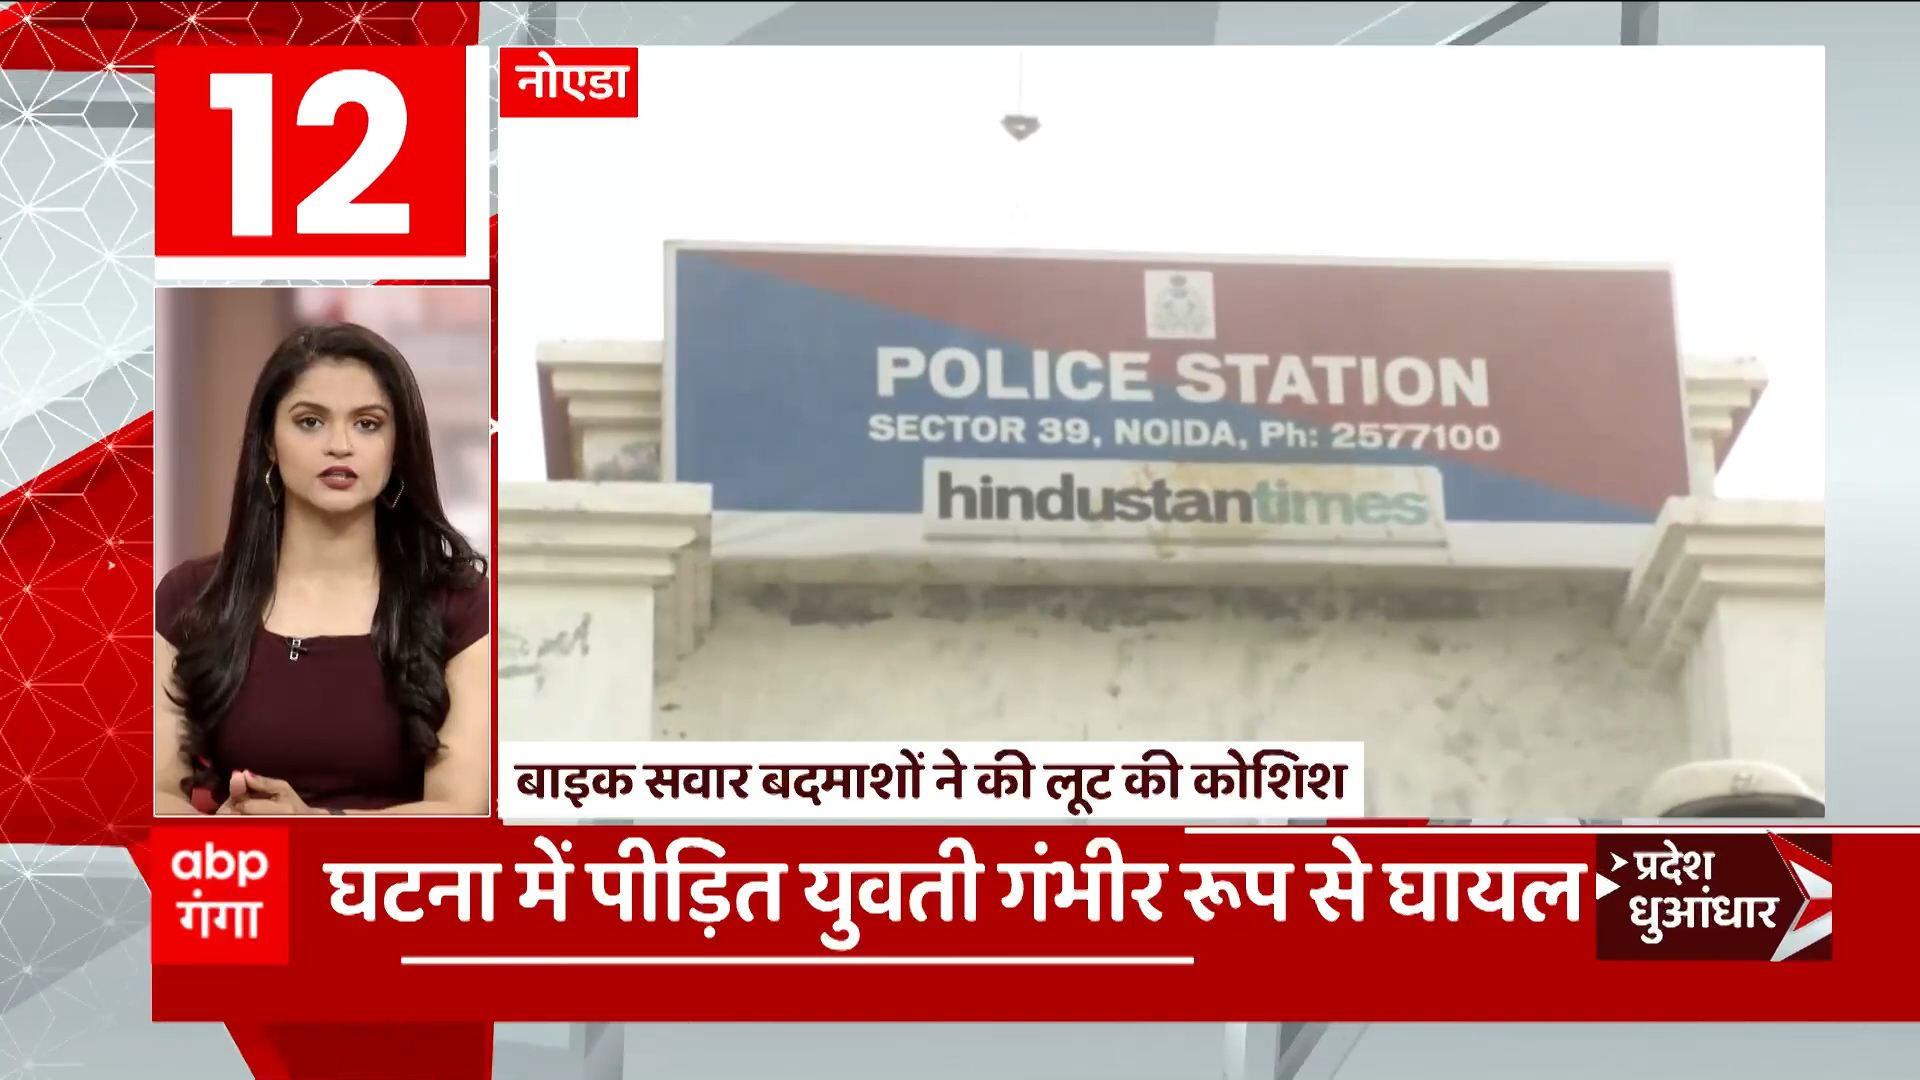 12
नोएडा
POLICE STATION
SECTOR 39, NOIDA, Ph: 2577100
hindustantimes
बाइक सवार बदमाशों ने की लूट की कोशिश
abp
गंगा
घटना में पीड़ित युवती गंभीर रूप से घायल
प्रदेश
धुआंधार